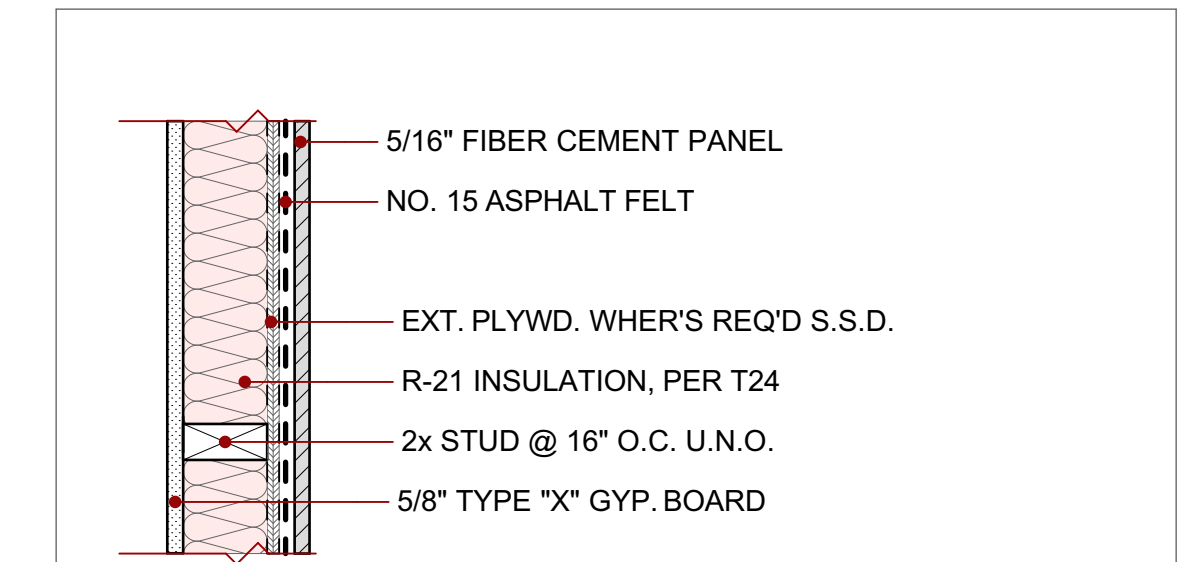 5/16" FIBER CEMENT PANEL
NO. 15 ASPHALT FELT
EXT. PLYWD. WHER'S REQ'D S.S.D.
R-21 INSULATION, PER T24
2x STUD @ 16" O.C. U.N.O.
5/8" TYPE "X" GYP. BOARD